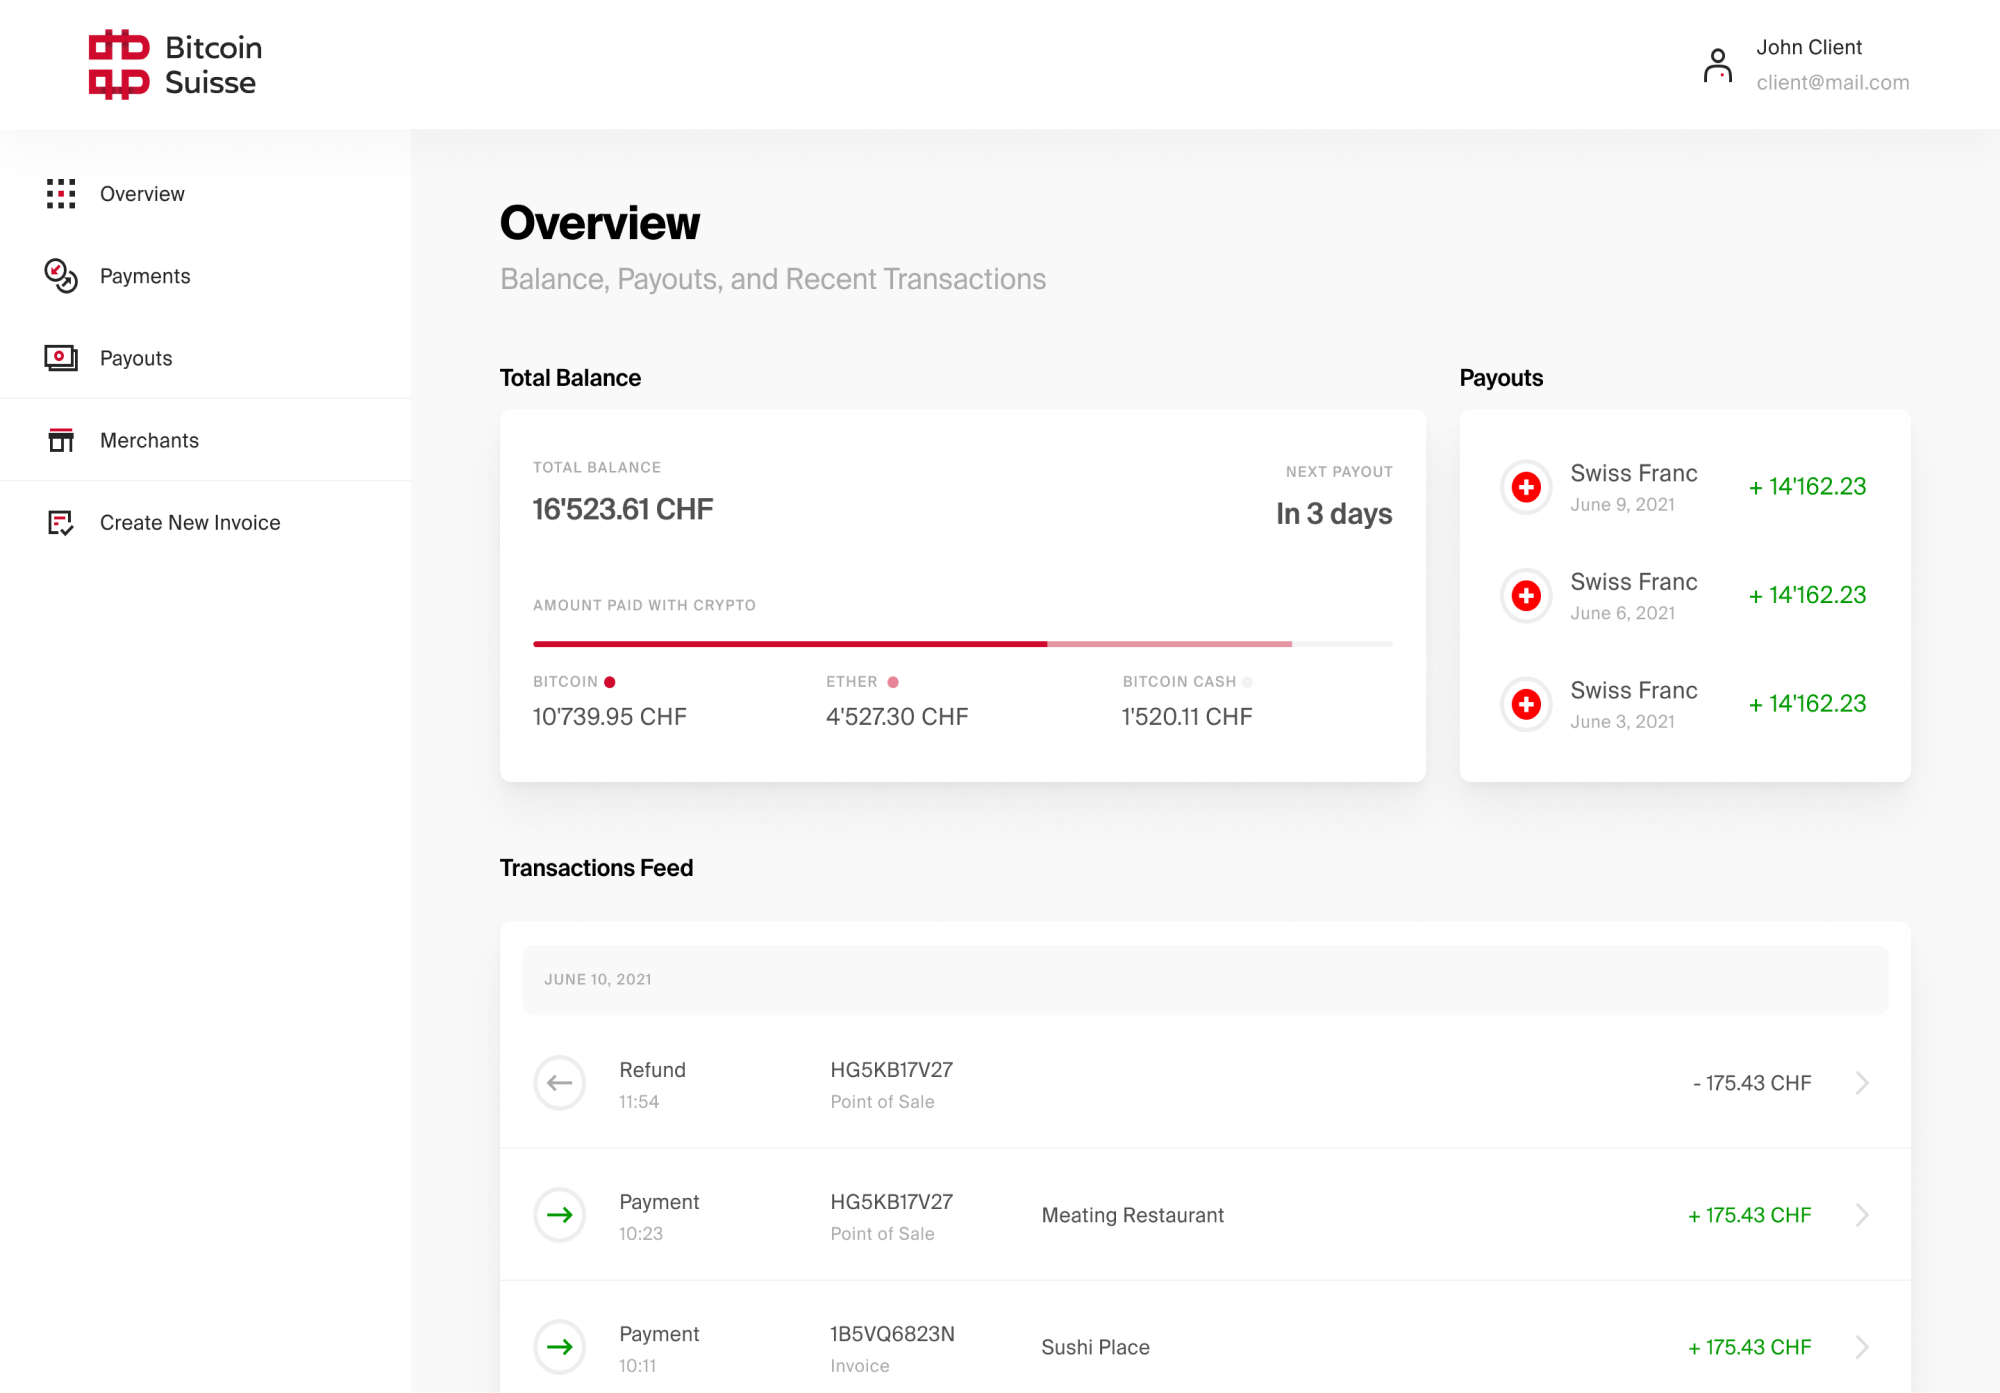 Bitcoin
Suisse
John Client
client@mail.com
Overview
Payments
Payouts
Merchants
Create New Invoice
Overview
Balance, Payouts, and Recent Transactions
Total Balance
TOTAL BALANCE
16'523.61 CHF
NEXT PAYOUT
In 3 days
AMOUNT PAID WITH CRYPTO
BITCOIN
10'739.95 CHF
ETHER
4'527.30 CHF
BITCOIN CASH
1'520.11 CHF
Payouts
Swiss Franc
June 9, 2021
+ 14'162.23
Swiss Franc
June 6, 2021
+ 14'162.23
Swiss Franc
June 3, 2021
+ 14'162.23
Transactions Feed
JUNE 10, 2021
Refund
11:54
HG5KB17V27
Point of Sale
- 175.43 CHF
Payment
10:23
HG5KB17V27
Point of Sale
Meating Restaurant
+ 175.43 CHF
Payment
10:11
1B5VQ6823N
Invoice
Sushi Place
+ 175.43 CHF